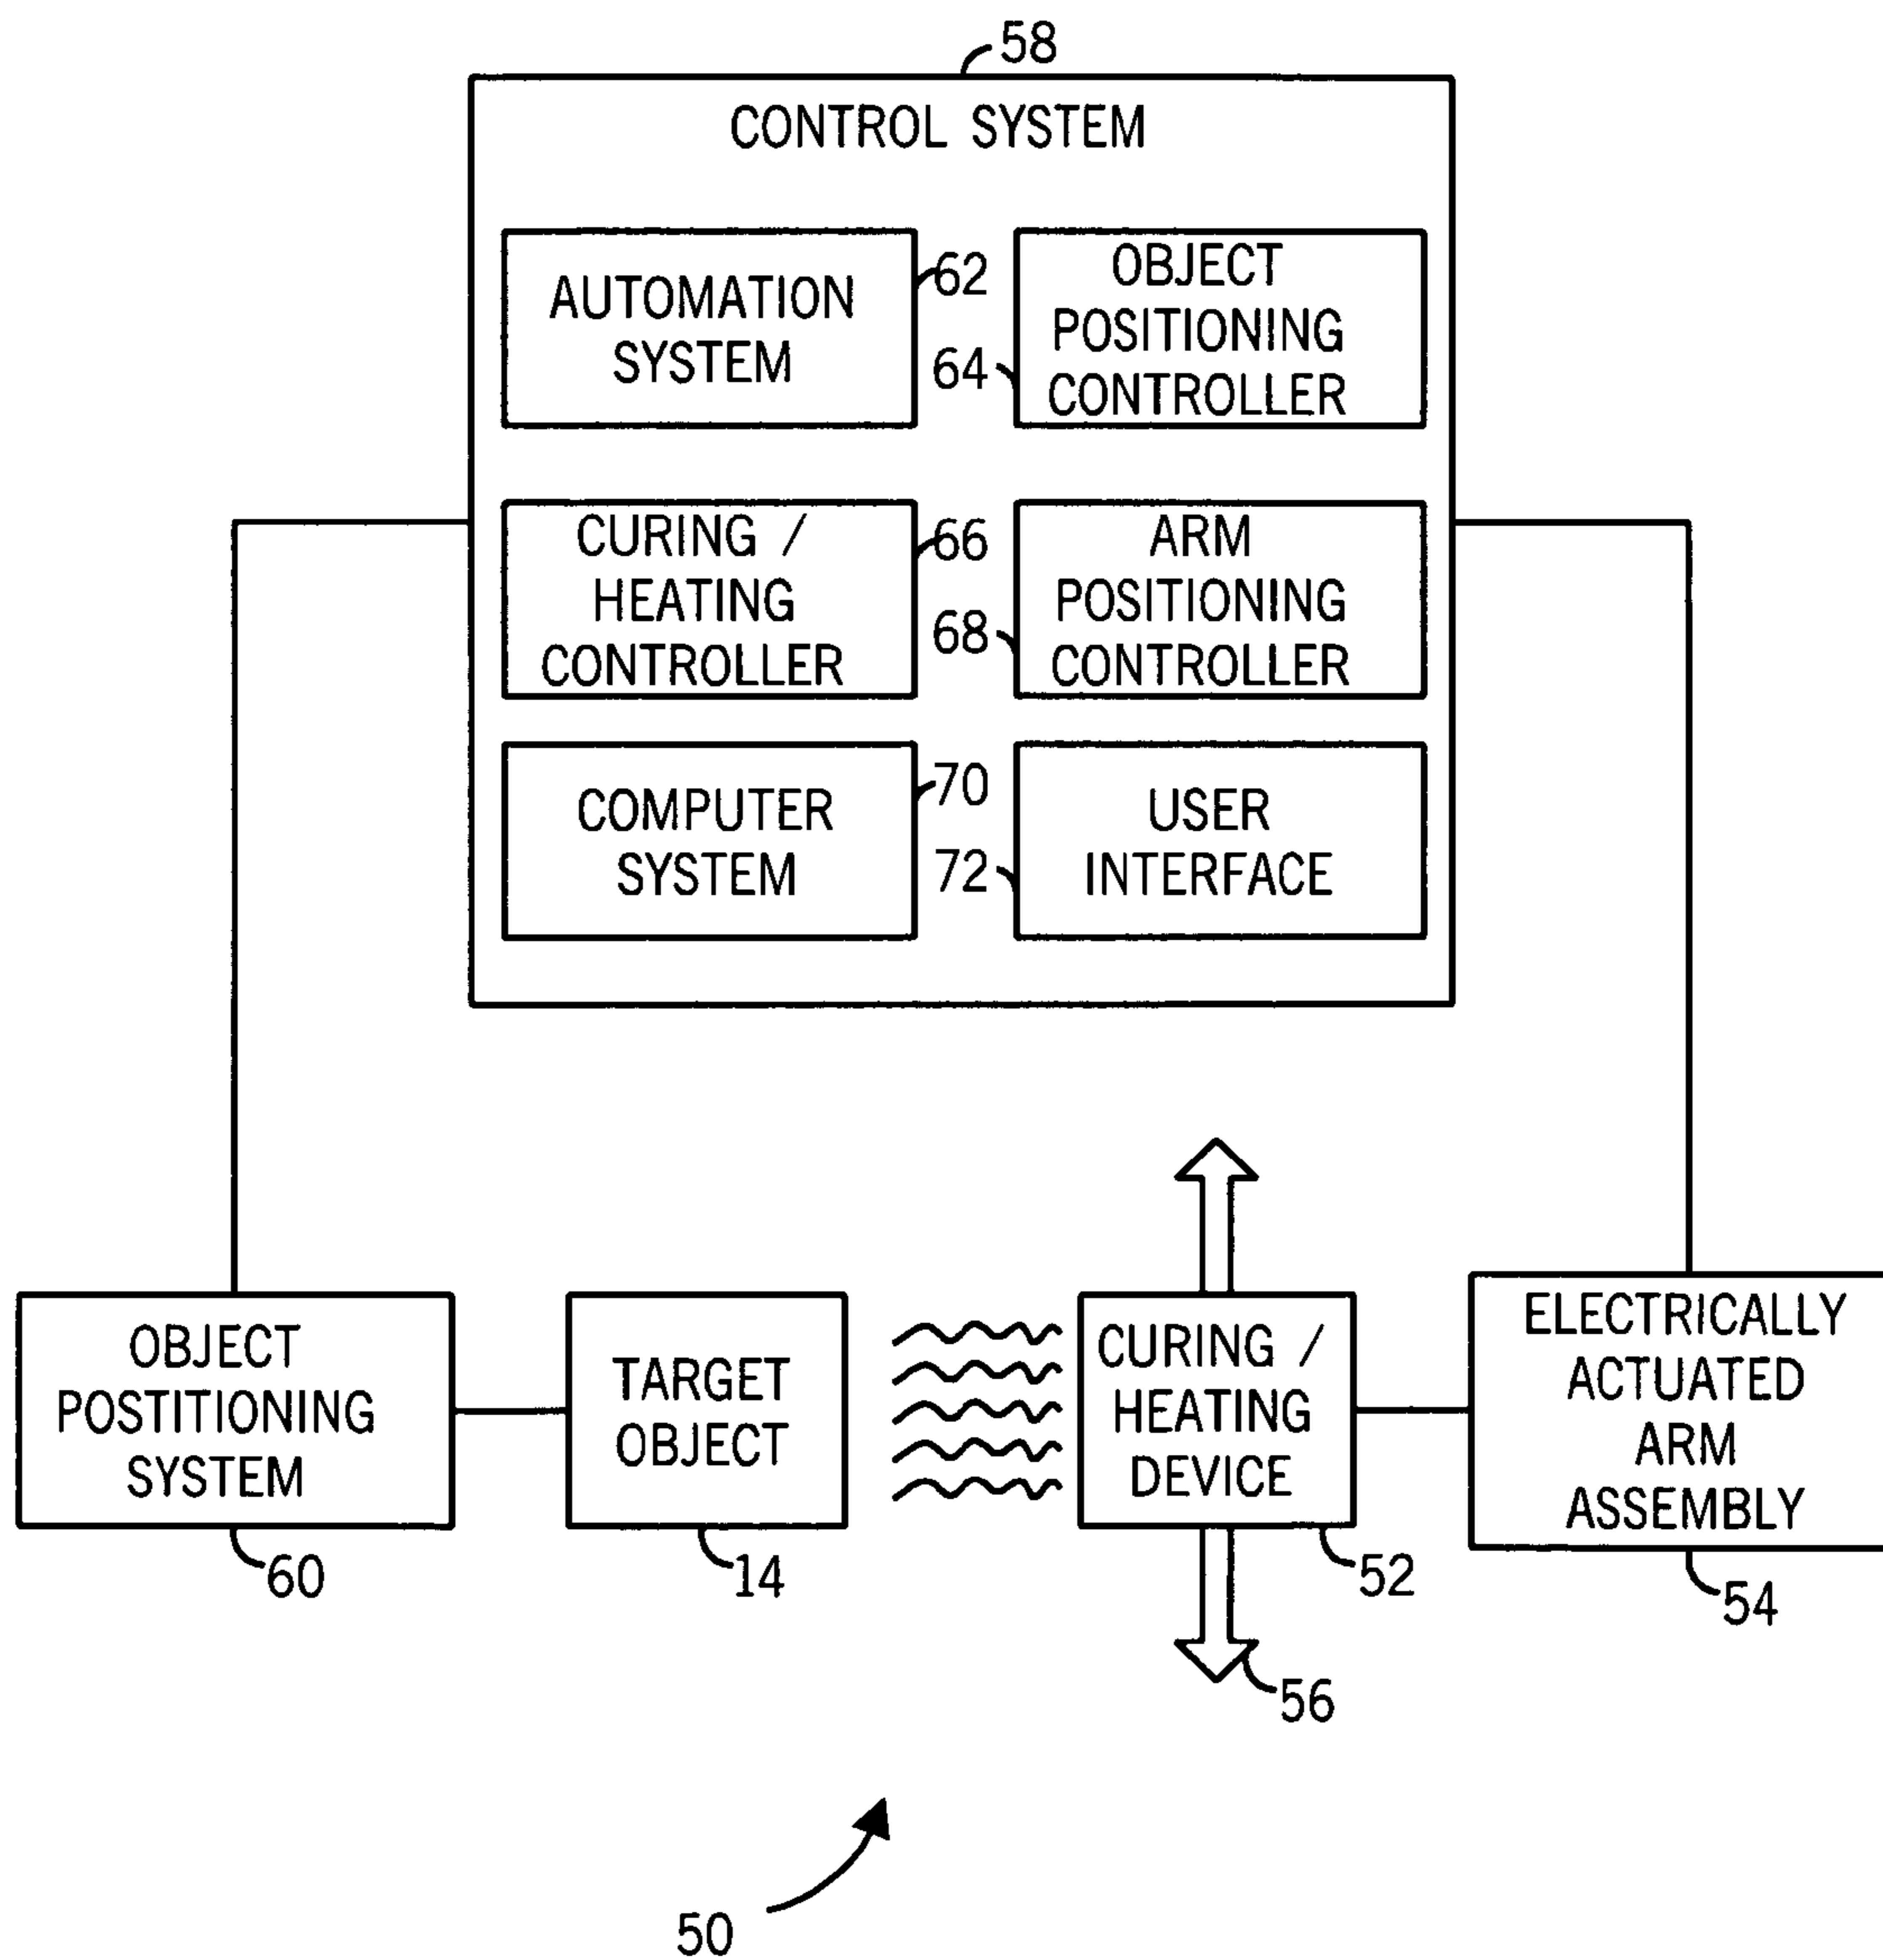 58
CONTROL SYSTEM
AUTOMATION
SYSTEM
62
64
OBJECT
POSITIONING
CONTROLLER
CURING /
HEATING
CONTROLLER
66
68
ARM
POSITIONING
CONTROLLER
COMPUTER
SYSTEM
70
72
USER
INTERFACE
OBJECT
POSTITIONING
SYSTEM
60
TARGET
OBJECT
14
CURING /
HEATING
DEVICE
52
ELECTRICALLY
ACTUATED
ARM
ASSEMBLY
54
56
50